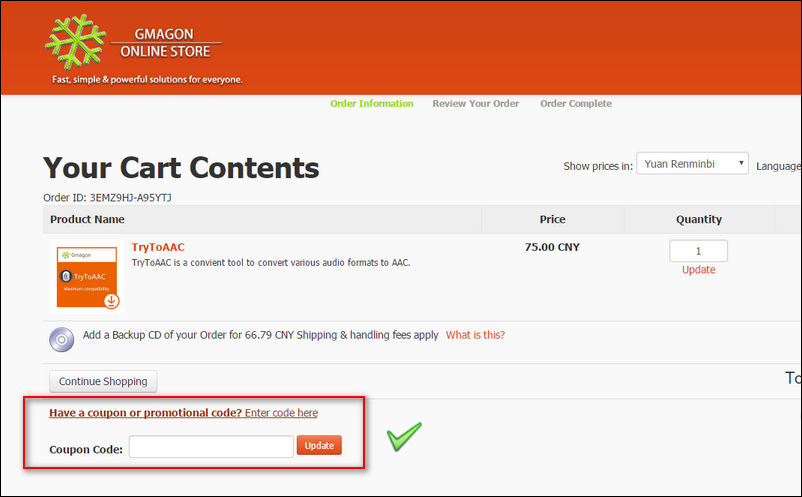 GMAGON
ONLINE STORE
Fast, simple & powerful solutions for everyone.
Order Information Review Your Order Order Complete
Your Cart Contents
Show prices in: Yuan Renminbi Language
Order ID: 3EMZ9HJ-A95YTJ
Product Name Price Quantity
Gmagon
TryToAAC
Maximum compatibility
TryToAAC
TryToAAC is a convient tool to convert various audio formats to AAC.
75.00 CNY
1
Update
Add a Backup CD of your Order for 66.79 CNY Shipping & handling fees apply What is this?
Continue Shopping
To
Have a coupon or promotional code? Enter code here
Coupon Code: Update